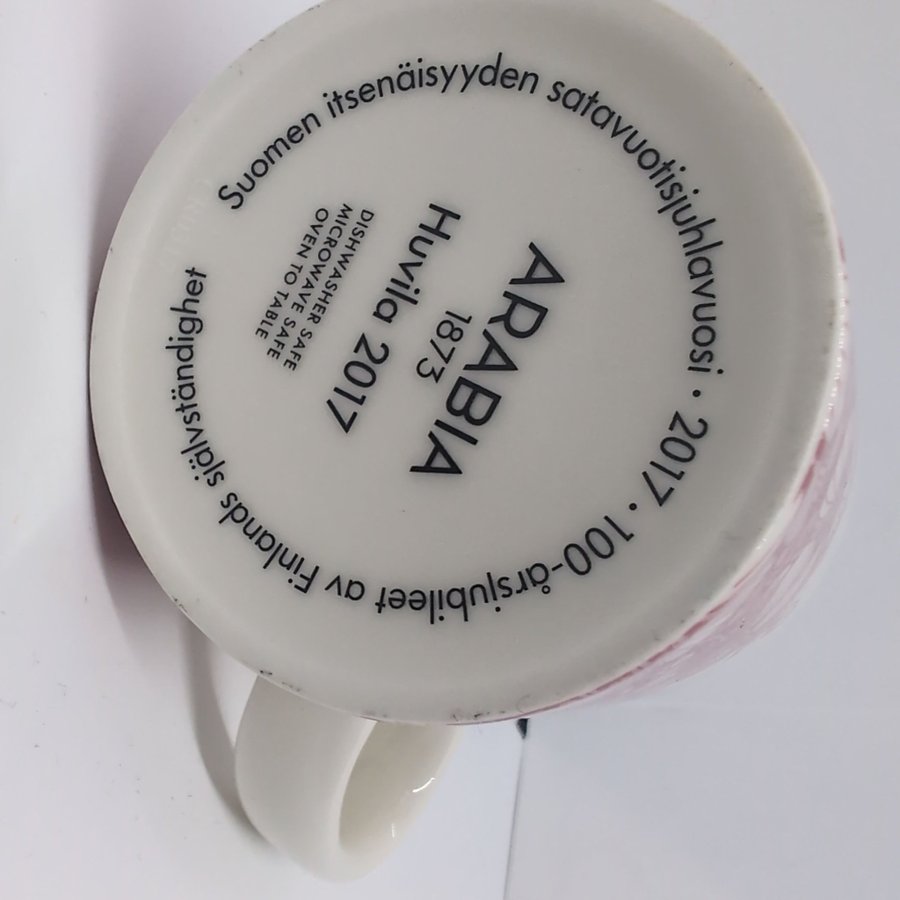 Suomen itsenäisyyden satavuotisjuhlavuosi • 2017 • 100-årsjubileet av Finlands självständighet
ARABIA
1873
Huvila 2017
DISHWASHER SAFE
MICROWAVE SAFE
OVEN TO TABLE